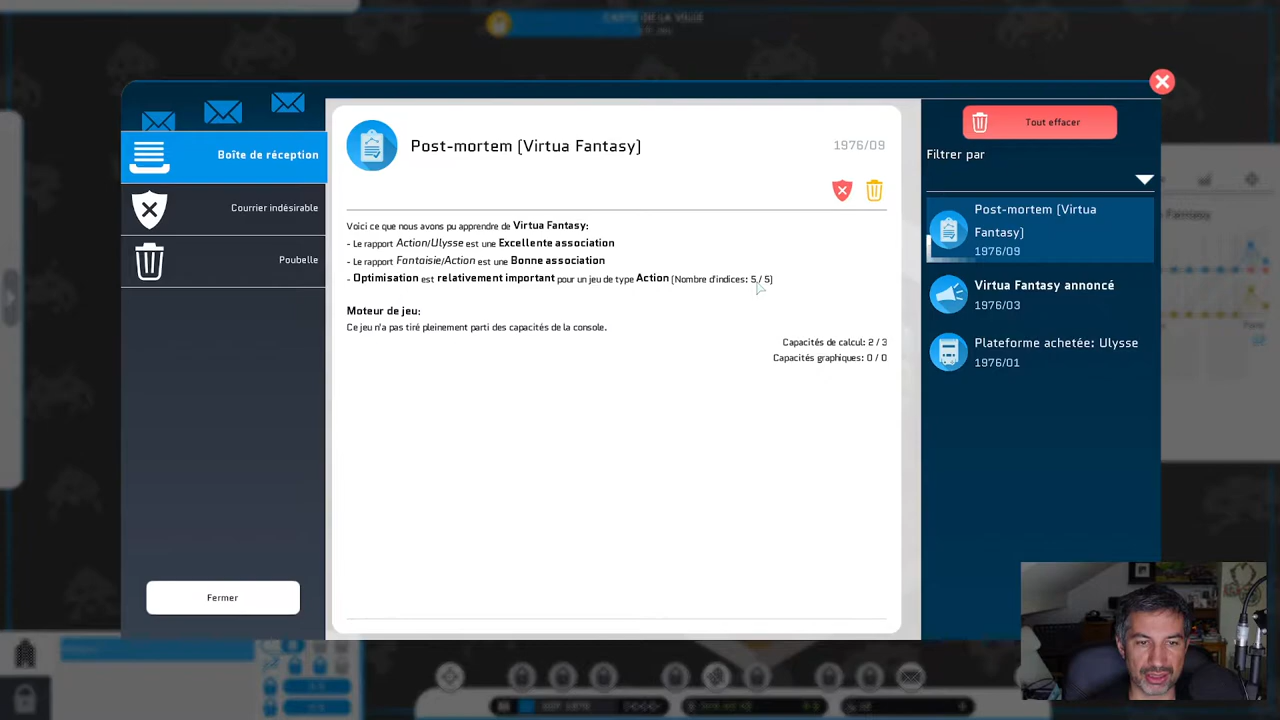 CARTE DE LA VILLE
Boîte de réception
Courrier indésirable
Poubelle
Fermer
Post-mortem (Virtua Fantasy)
1976/09
Voici ce que nous avons pu apprendre de Virtua Fantasy:
- Le rapport Action/Ulysse est une Excellente association
- Le rapport Fantaisie/Action est une Bonne association
- Optimisation est relativement important pour un jeu de type Action (Nombre d'indices: 5 / 5)
Moteur de jeu:
Ce jeu n'a pas tiré pleinement parti des capacités de la console.
Capacités de calcul: 2 / 3
Capacités graphiques: 0 / 0
Tout effacer
Filtrer par
Post-mortem (Virtua
Fantasy)
1976/09
Virtua Fantasy annoncé
1976/03
Plateforme achetée: Ulysse
1976/01